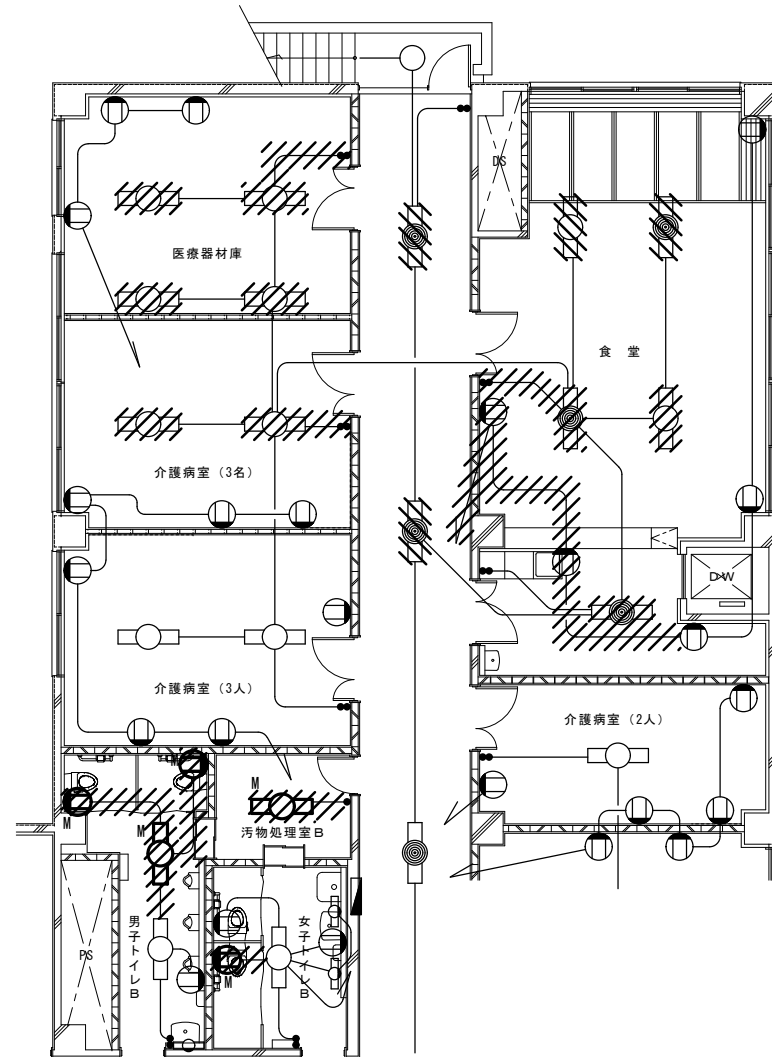 DS
医療器材庫
食 堂
介護病室（3名）
DW
介護病室（3人）
介護病室（2人）
M
M
汚物処理室B
M
M
男子トイレB
女子トイレB
PS
M